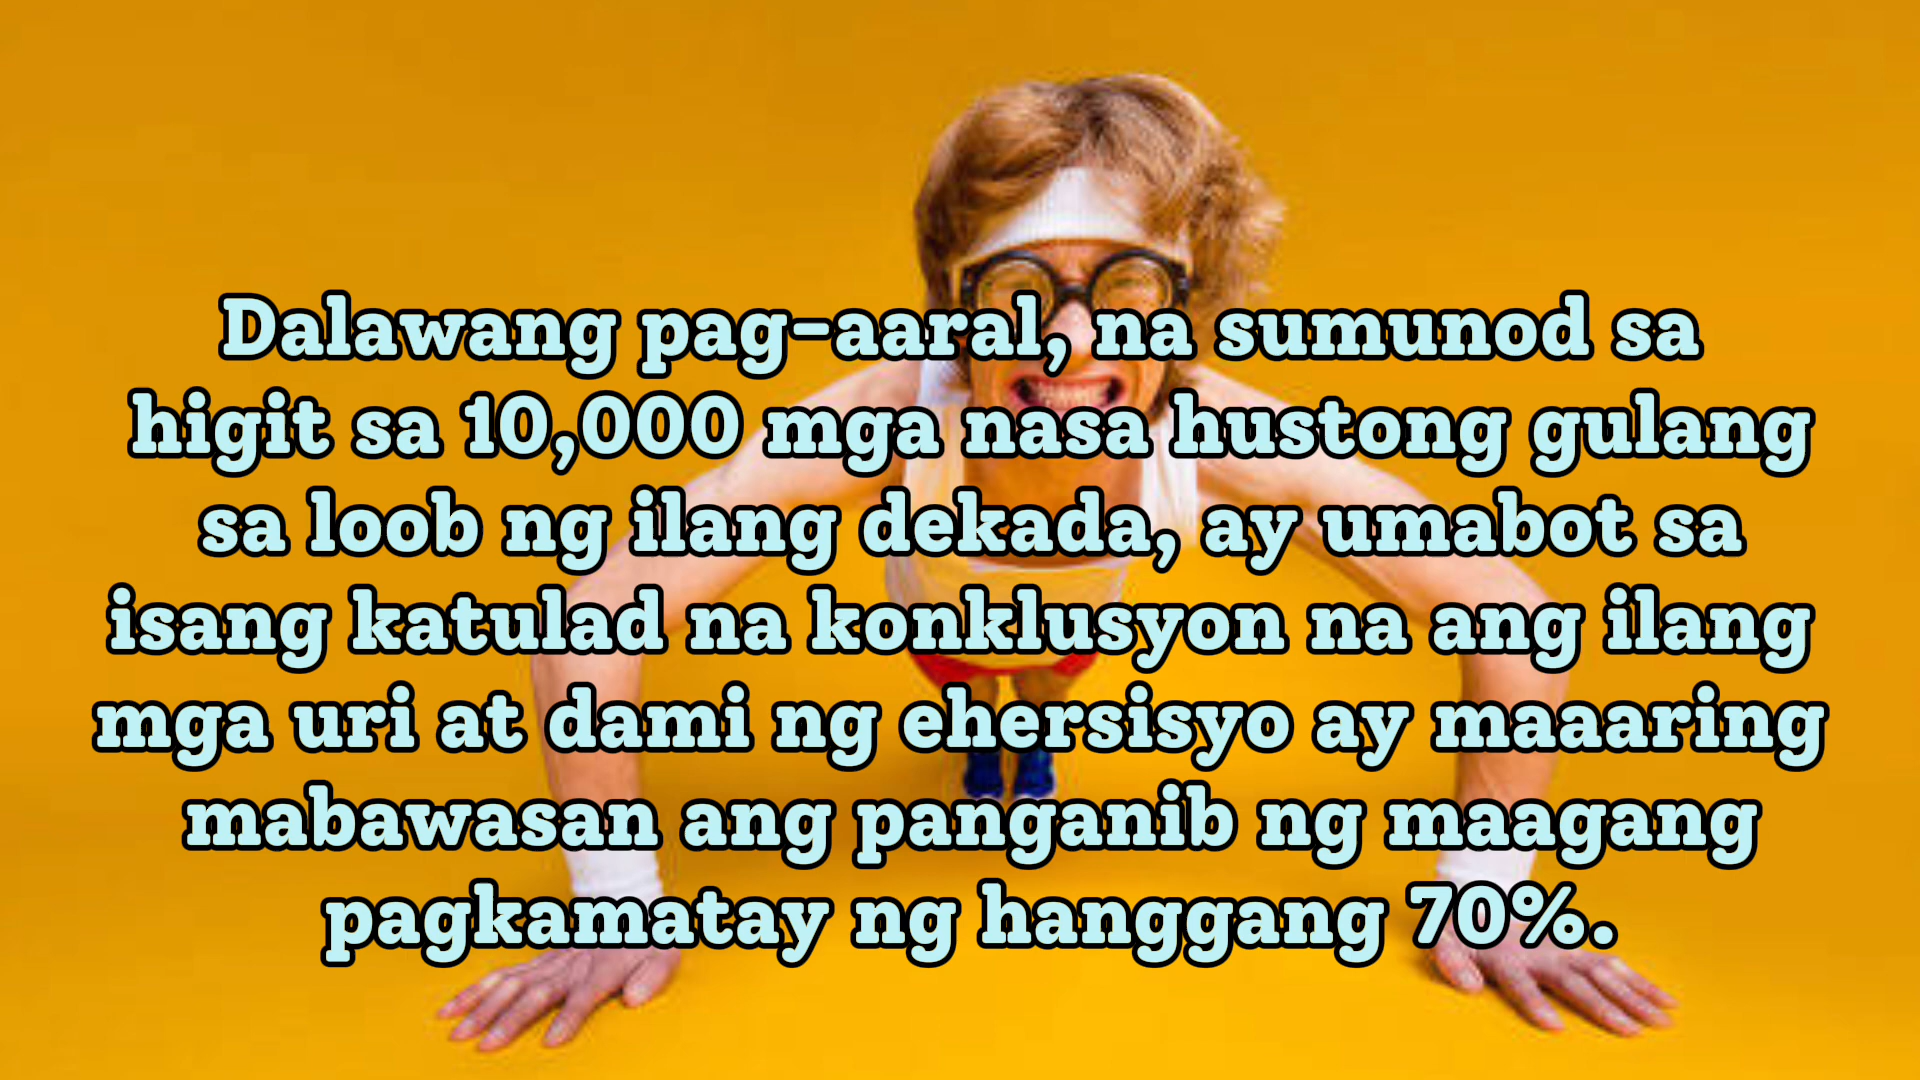 Dalawang pag-aaral, na sumunod sa
higit sa 10,000 mga nasa hustong gulang
sa loob ng ilang dekada, ay umabot sa
isang katulad na konklusyon na ang ilang
mga uri at dami ng ehersisyo ay maaaring
mabawasan ang panganib ng maagang
pagkamatay ng hanggang 70%.